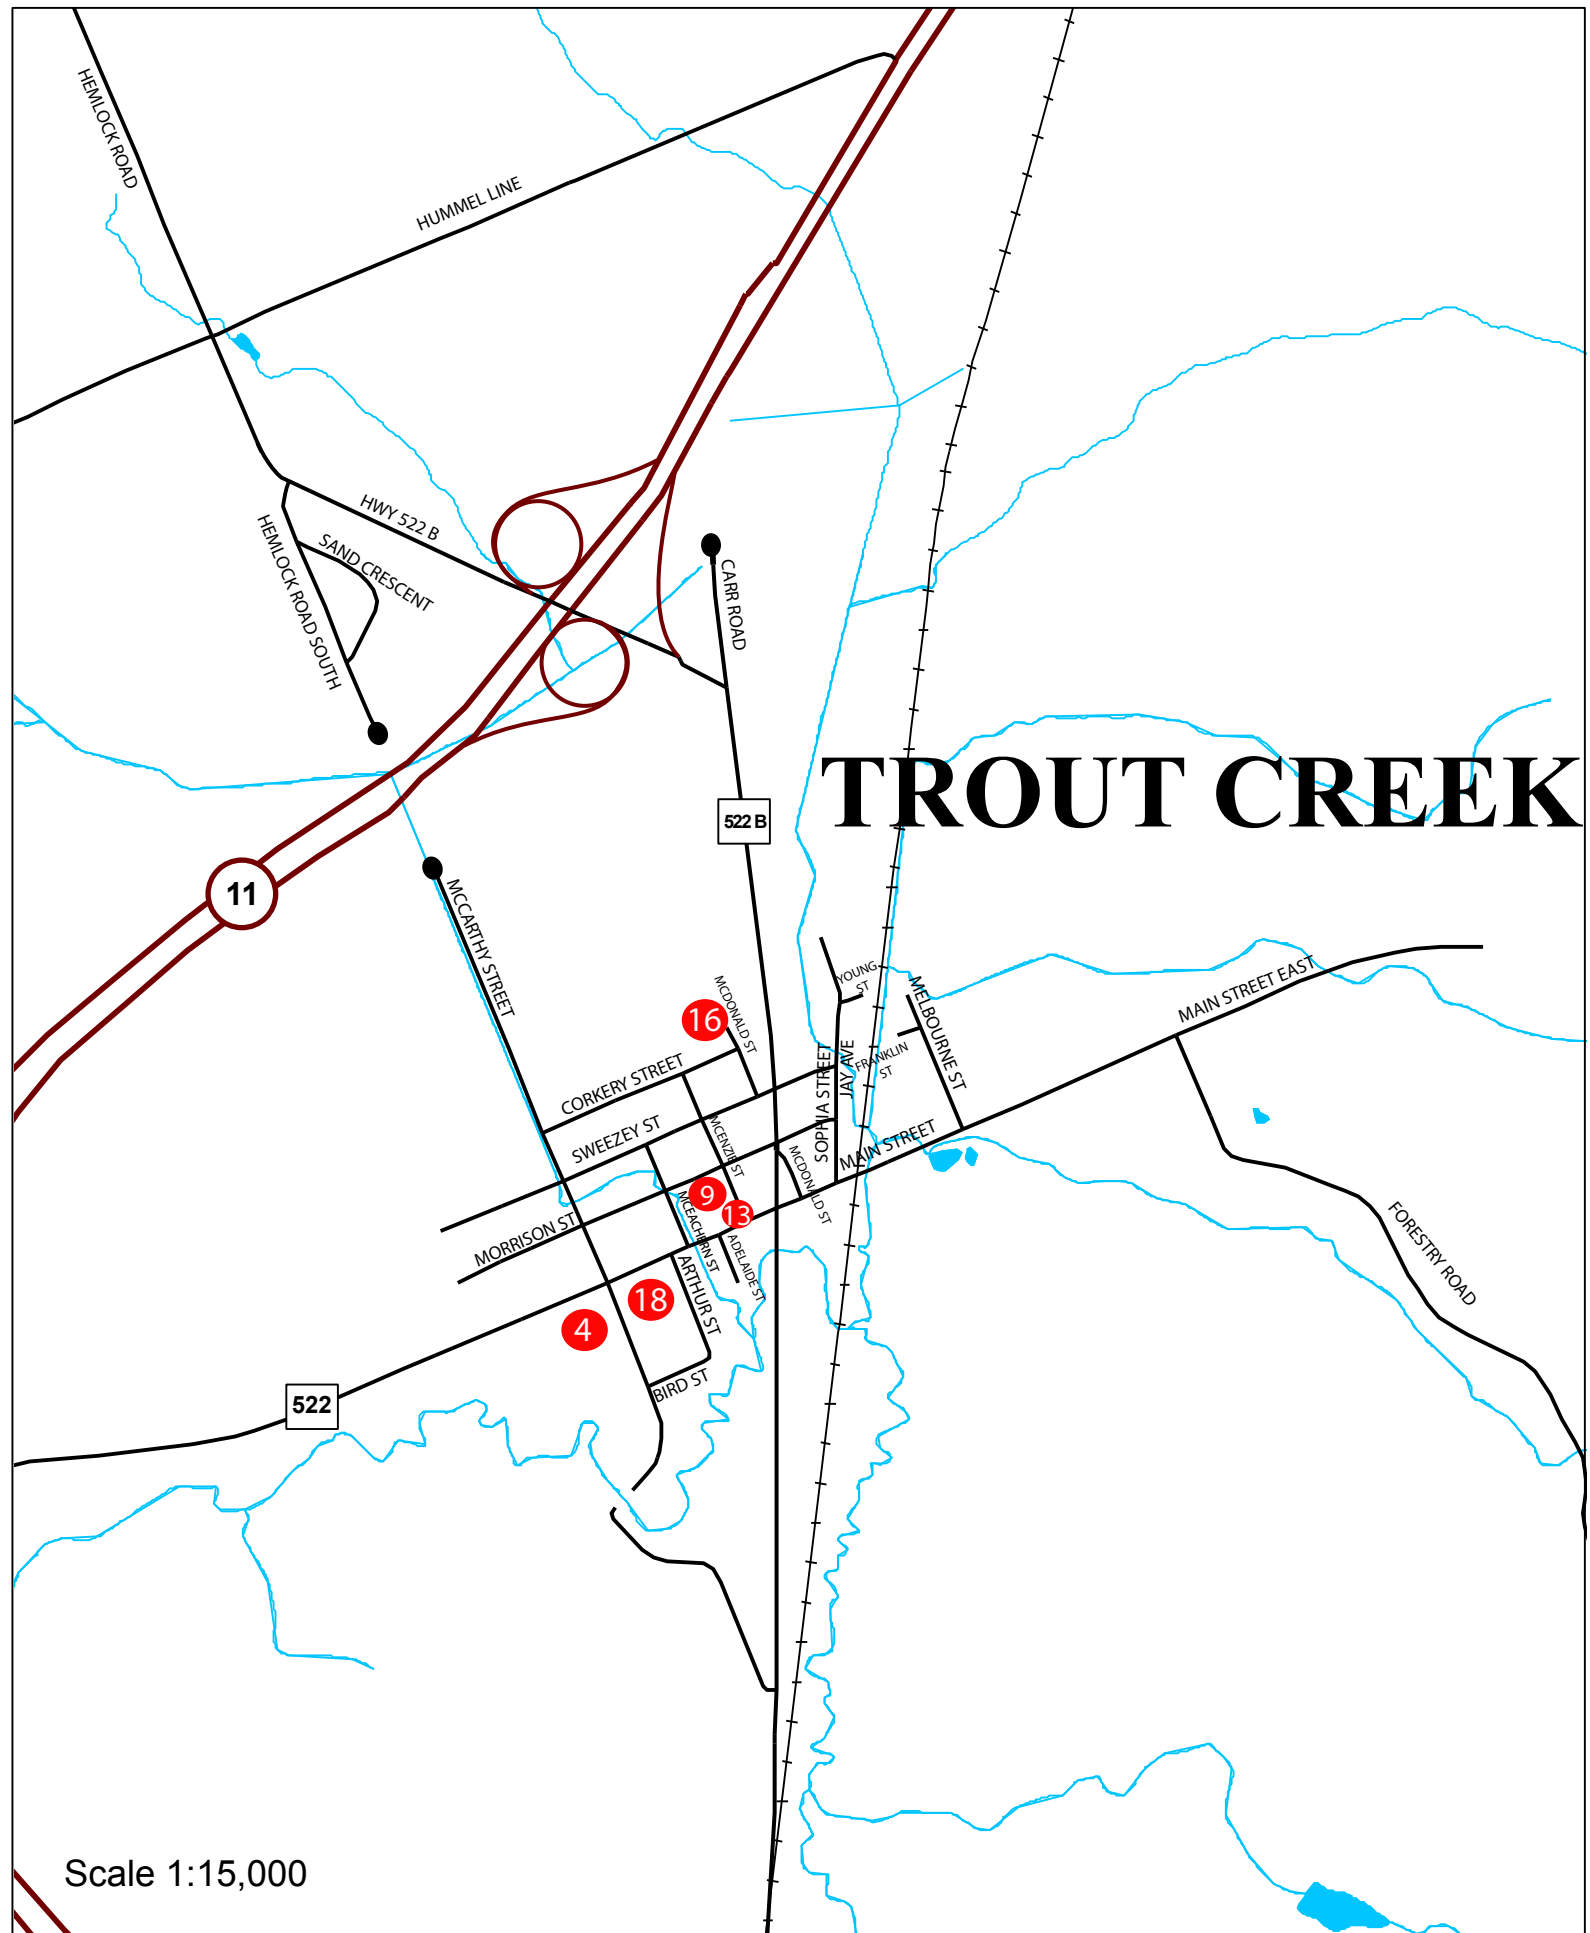 HEMLOCK ROAD
HUMMEL LINE
HWY 522 B
SAND CRESCENT
HEMLOCK ROAD SOUTH
CARR ROAD
TROUT CREEK
522 B
11
MCCARTHY STREET
YOUNG
ST
MELBOURNE ST
MAIN STREET EAST
MCDONALD ST
16
CORKERY STREET
SOPHIA STREET
JAY AVE
FRANKLIN
ST
SWEEZEY ST
MCENZIE ST
MAIN STREET
MCDONALD ST
9
13
MORRISON ST
MCEACHERN ST
ADELAIDE ST
ARTHUR ST
FORESTRY ROAD
18
4
BIRD ST
522
Scale 1:15,000